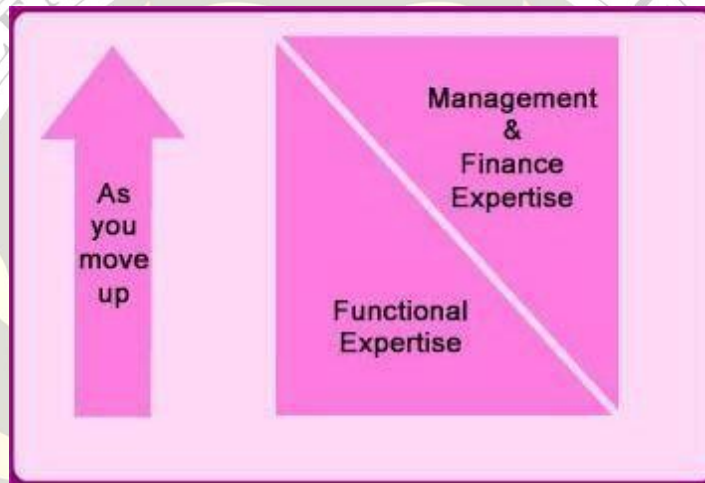 As
you
move
up
Management
&
Finance
Expertise
Functional
Expertise